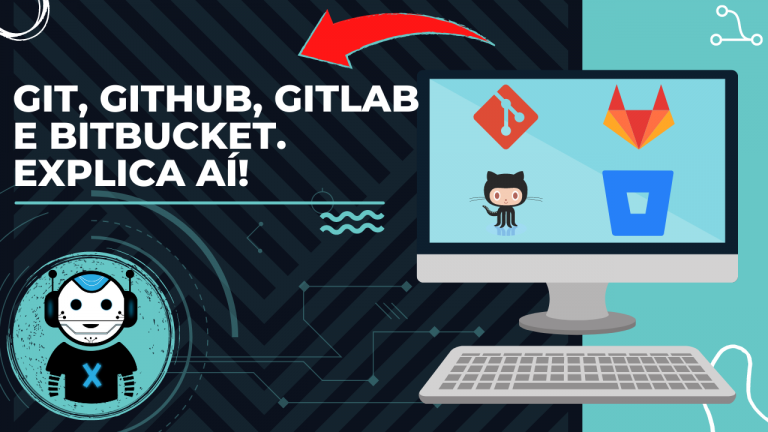 GIT, GITHUB, GITLAB
E BITBUCKET.
EXPLICA AÍ!
X